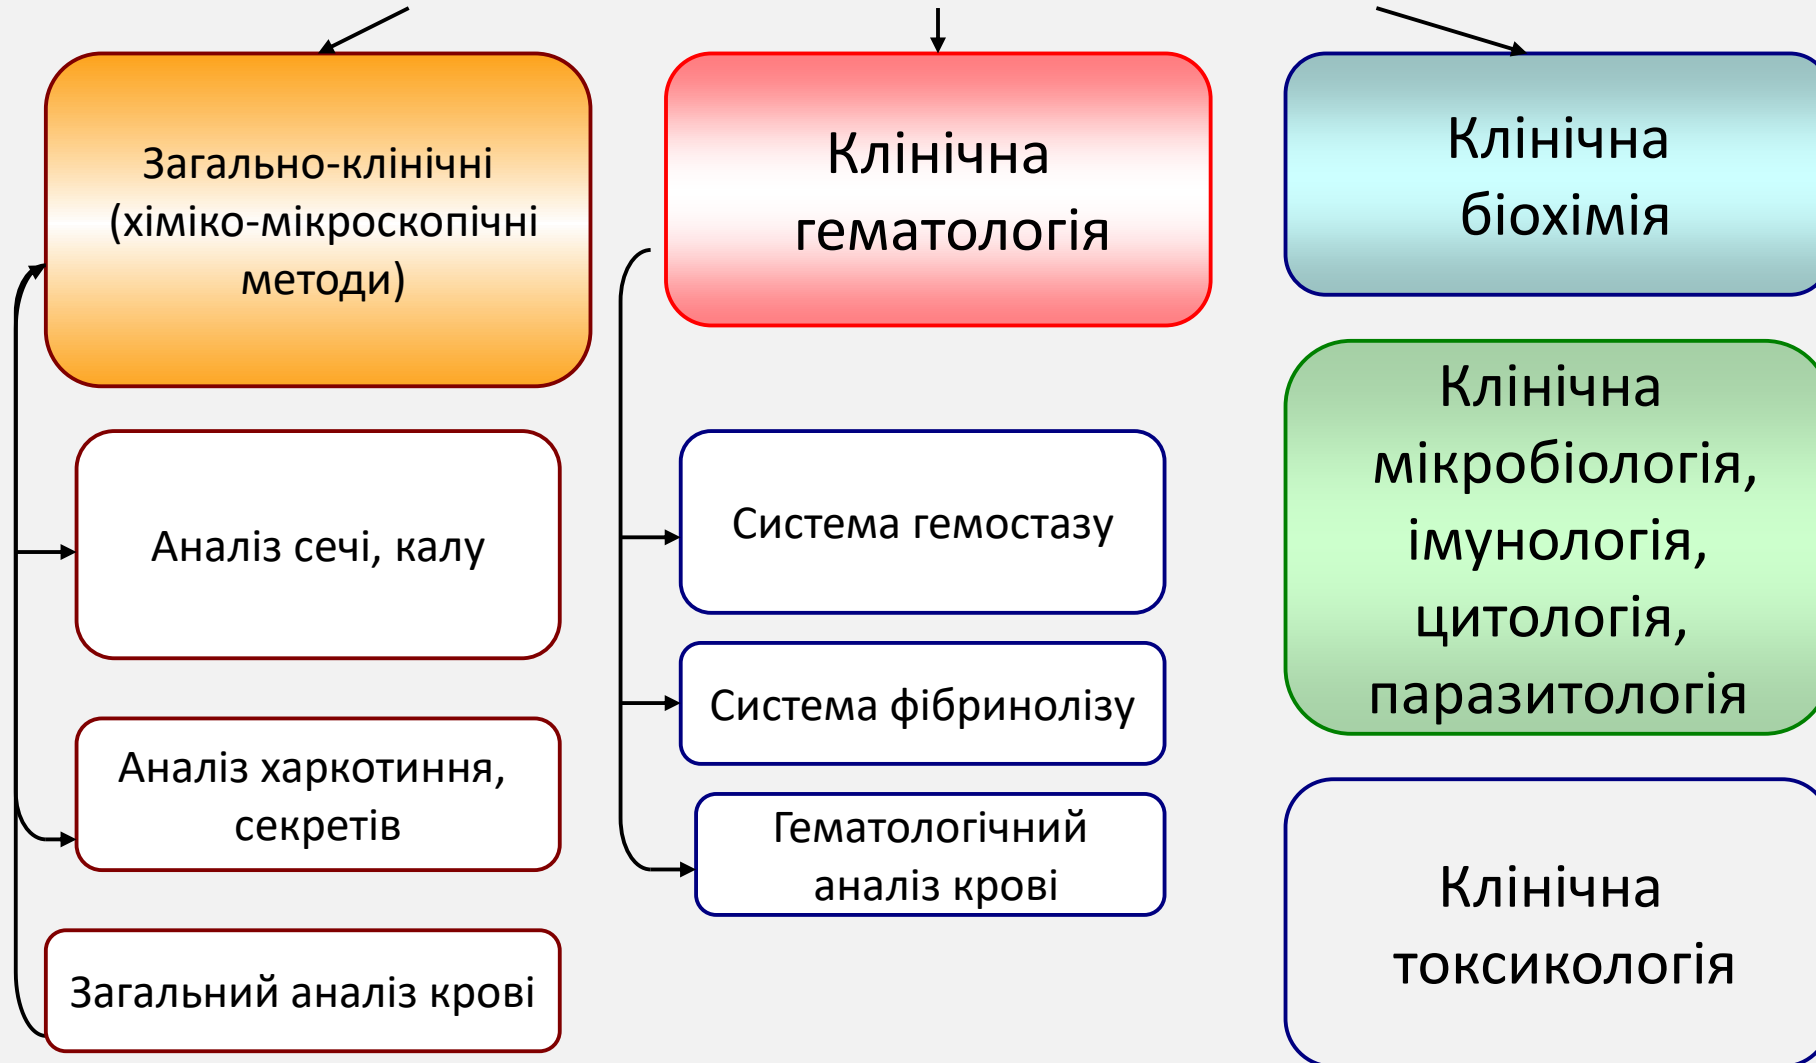 Загально-клінічні
(хіміко-мікроскопічні
методи)
Аналіз сечі, калу
Аналіз харкотиння,
секретів
Загальний аналіз крові
Клінічна
гематологія
Система гемостазу
Система фібринолізу
Гематологічний
аналіз крові
Клінічна
біохімія
Клінічна
мікробіологія,
імунологія,
цитологія,
паразитологія
Клінічна
токсикологія